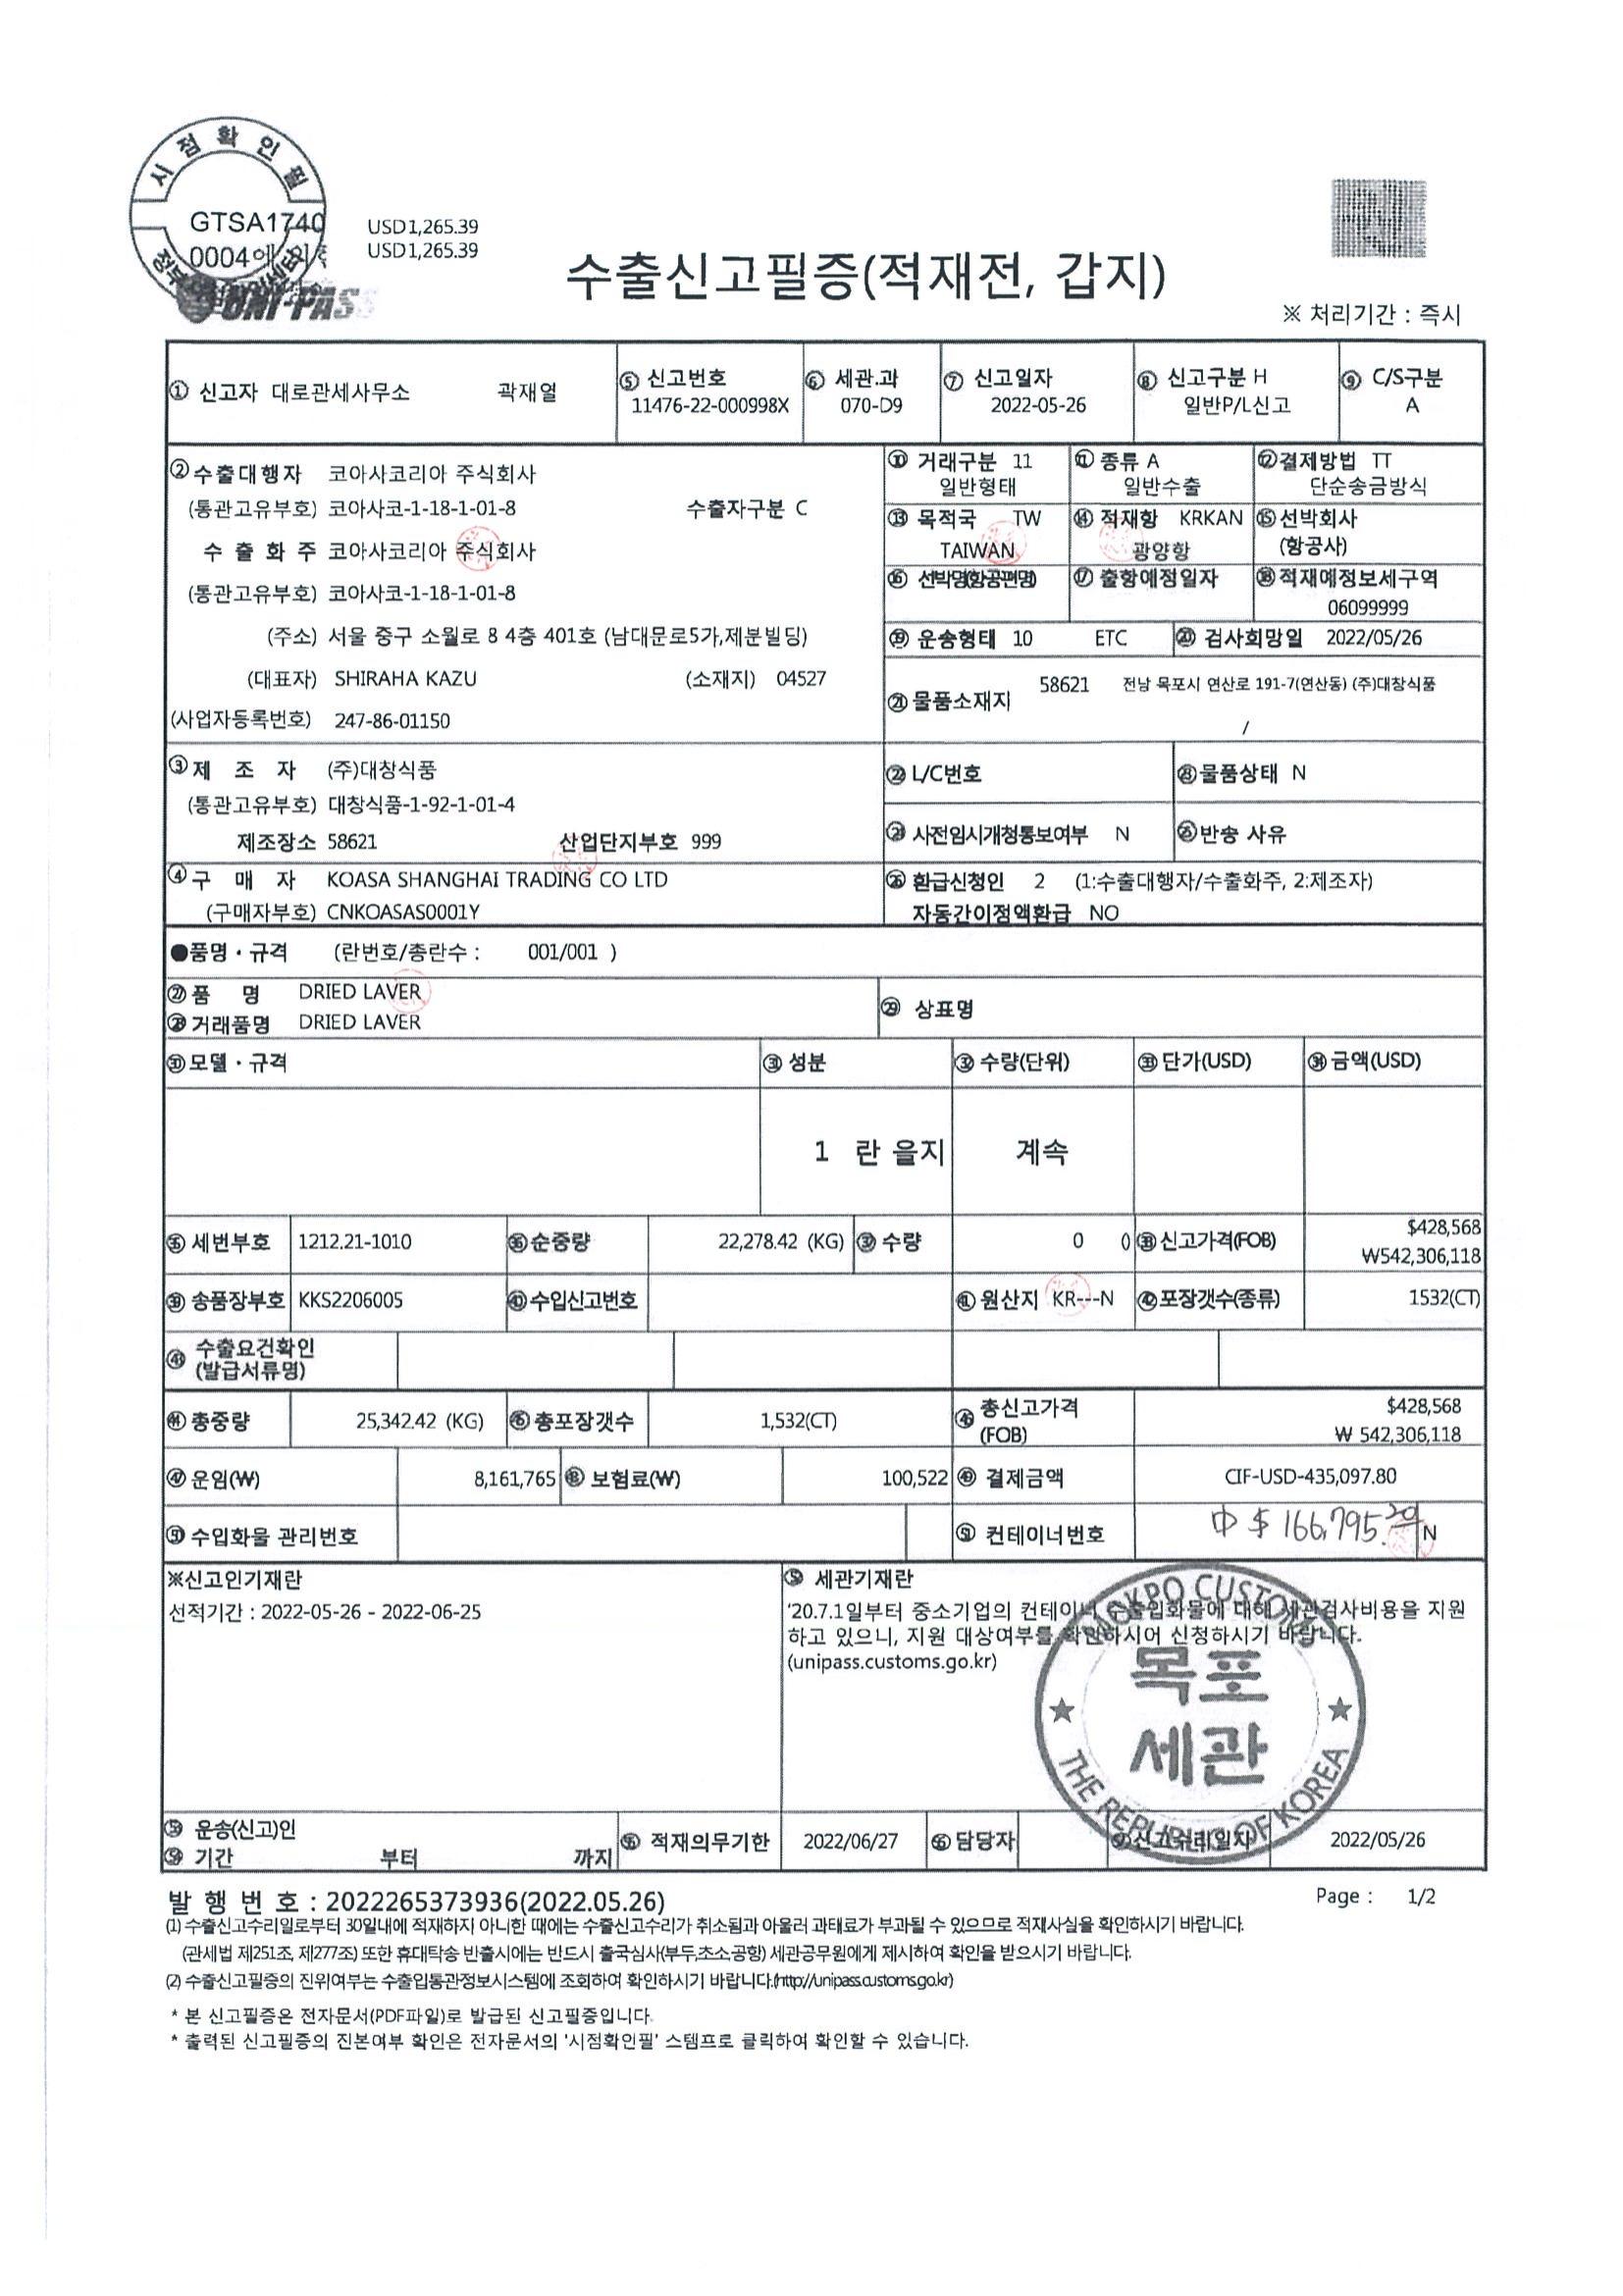 시점확인필
GTSA1740
0004에
UNI-PASS
USD1,265.39
USD1,265.39
수출신고필증(적재전, 갑지)
※ 처리기간 : 즉시
① 신고자 대로관세사무소 곽재열
⑤ 신고번호
11476-22-000998X
⑥ 세관.과
070-D9
⑦ 신고일자
2022-05-26
⑧ 신고구분 H
일반P/L신고
⑨ C/S구분
A
② 수출대행자 코아사코리아 주식회사
(통관고유부호) 코아사코-1-18-1-01-8 수출자구분 C
수 출 화 주 코아사코리아 주식회사
(통관고유부호) 코아사코-1-18-1-01-8
(주소) 서울 중구 소월로 8 4층 401호 (남대문로5가,제분빌딩)
(대표자) SHIRAHA KAZU (소재지) 04527
(사업자등록번호) 247-86-01150
⑩ 거래구분 11
일반형태
⑪ 종류 A
일반수출
⑫ 결제방법 TT
단순송금방식
⑬ 목적국 TW
TAIWAN
⑭ 적재항 KRKAN
광양항
⑮ 선박회사
(항공사)
⑯ 선박명(항공편명)
⑰ 출항예정일자
⑱ 적재예정보세구역
06099999
⑲ 운송형태 10 ETC
⑳ 검사희망일 2022/05/26
㉑ 물품소재지 58621 전남 목포시 연산로 191-7(연산동) (주)대창식품
/
③ 제 조 자 (주)대창식품
(통관고유부호) 대창식품-1-92-1-01-4
제조장소 58621 산업단지부호 999
㉒ L/C번호
㉓ 물품상태 N
㉔ 사전임시개청통보여부 N
㉕ 반송 사유
④ 구 매 자 KOASA SHANGHAI TRADING CO LTD
(구매자부호) CNKOASAS0001Y
㉖ 환급신청인 2 (1:수출대행자/수출화주, 2:제조자)
자동간이정액환급 NO
●품명 · 규격 (란번호/총란수 : 001/001 )
㉗ 품 명 DRIED LAVER
㉘ 거래품명 DRIED LAVER
㉙ 상표명
㉚ 모델 · 규격
㉛ 성분
㉜ 수량(단위)
㉝ 단가(USD)
㉞ 금액(USD)
1 란 을지 계속
㉟ 세번부호 1212.21-1010
㊱ 순중량 22,278.42 (KG)
㊲ 수량 0 0
㊳ 신고가격(FOB) $428,568
₩542,306,118
㊴ 송품장부호 KKS2206005
㊵ 수입신고번호
㊶ 원산지 KR---N
㊷ 포장갯수(종류) 1532(CT)
㊸ 수출요건확인
(발급서류명)
㊹ 총중량 25,342.42 (KG)
㊺ 총포장갯수 1,532(CT)
㊻ 총신고가격
(FOB)
$428,568
₩ 542,306,118
㊼ 운임(₩) 8,161,765
㊽ 보험료(₩) 100,522
㊾ 결제금액 CIF-USD-435,097.80
수입화물 관리번호
컨테이너번호 中 $ 166,795.20 N
※신고인기재란
선적기간 : 2022-05-26 - 2022-06-25
세관기재란
'20.7.1일부터 중소기업의 컨테이너 수출입화물에 대해 세관검사비용을 지원
하고 있으니, 지원 대상여부를 확인하시어 신청하시기 바랍니다.
(unipass.customs.go.kr)
MOKPO CUSTOMS
목포
세관
THE REPUBLIC OF KOREA
운송(신고)인
기간 부터 까지
적재의무기한 2022/06/27
담당자
신고수리일자 2022/05/26
발 행 번 호 : 2022265373936(2022.05.26)
Page : 1/2
(1) 수출신고수리일로부터 30일내에 적재하지 아니한 때에는 수출신고수리가 취소됨과 아울러 과태료가 부과될 수 있으므로 적재사실을 확인하시기 바랍니다.
(관세법 제251조, 제277조) 또한 휴대탁송 반출시에는 반드시 출국심사(부두,초소,공항) 세관공무원에게 제시하여 확인을 받으시기 바랍니다.
(2) 수출신고필증의 진위여부는 수출입통관정보시스템에 조회하여 확인하시기 바랍니다.(http://unipass.customs.go.kr)
* 본 신고필증은 전자문서(PDF파일)로 발급된 신고필증입니다.
* 출력된 신고필증의 진본여부 확인은 전자문서의 '시점확인필' 스탬프로 클릭하여 확인할 수 있습니다.